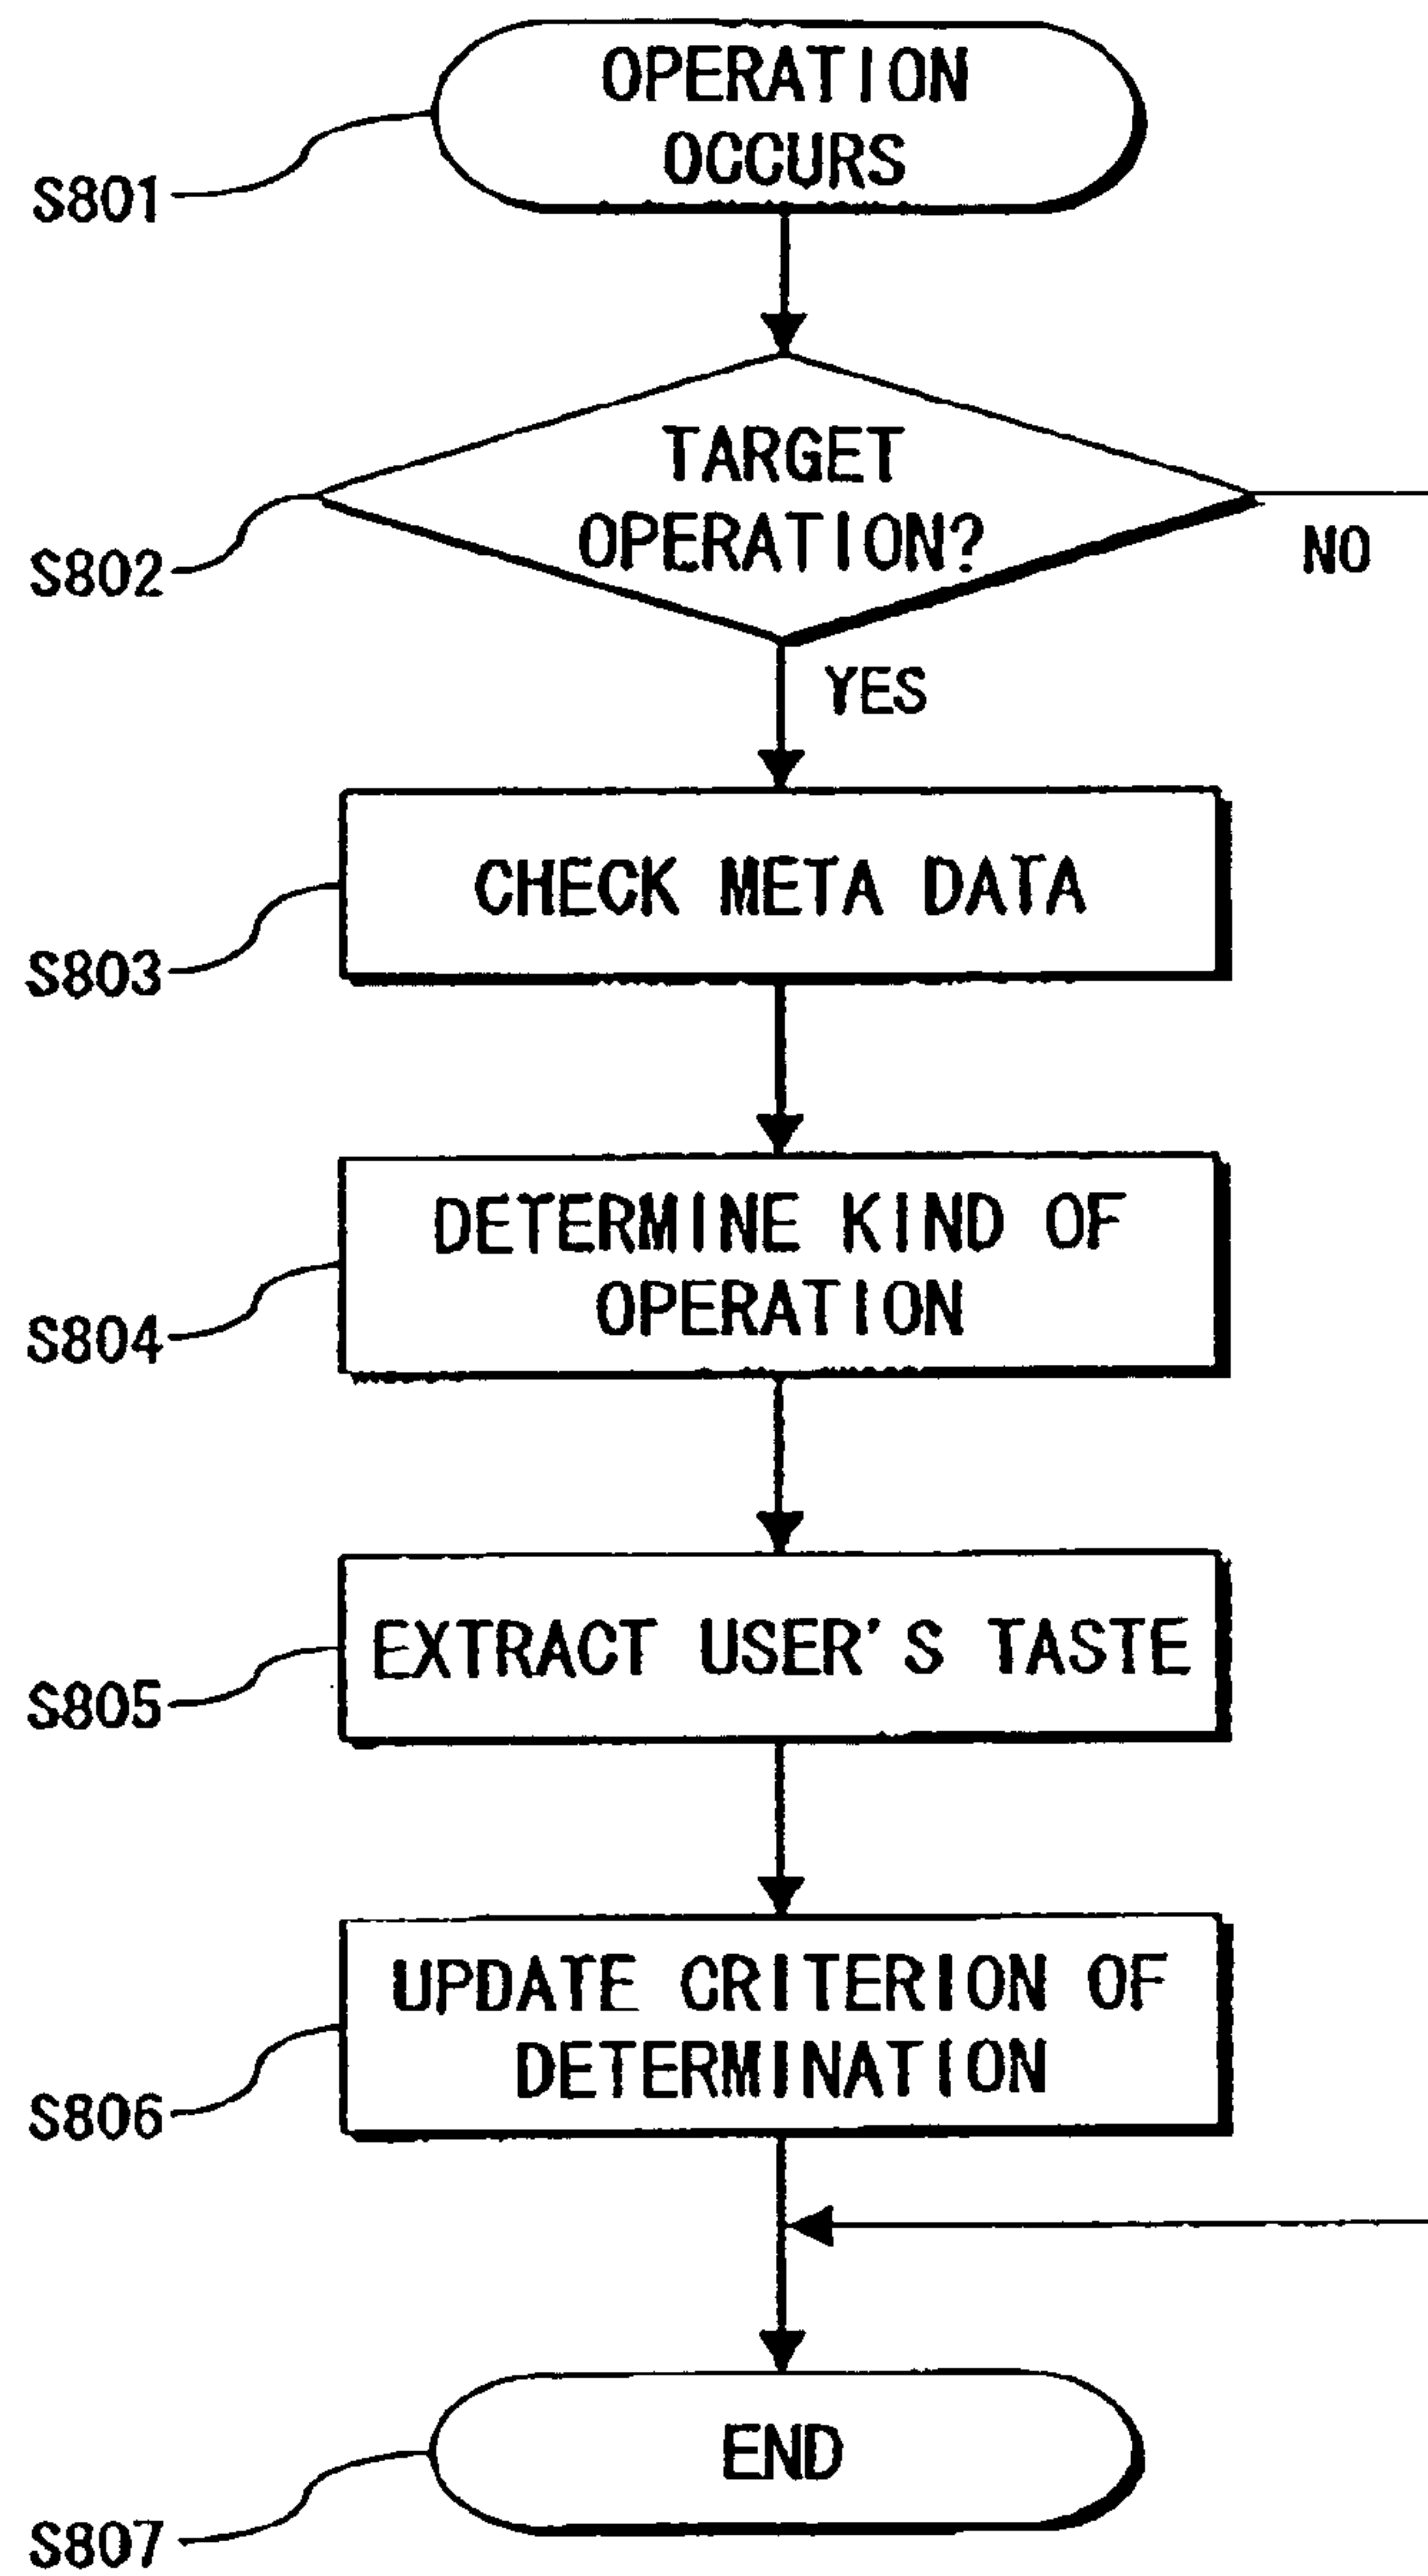 OPERATION
OCCURS
S801
TARGET
OPERATION?
S802
NO
YES
CHECK META DATA
S803
DETERMINE KIND OF
OPERATION
S804
EXTRACT USER'S TASTE
S805
UPDATE CRITERION OF
DETERMINATION
S806
END
S807